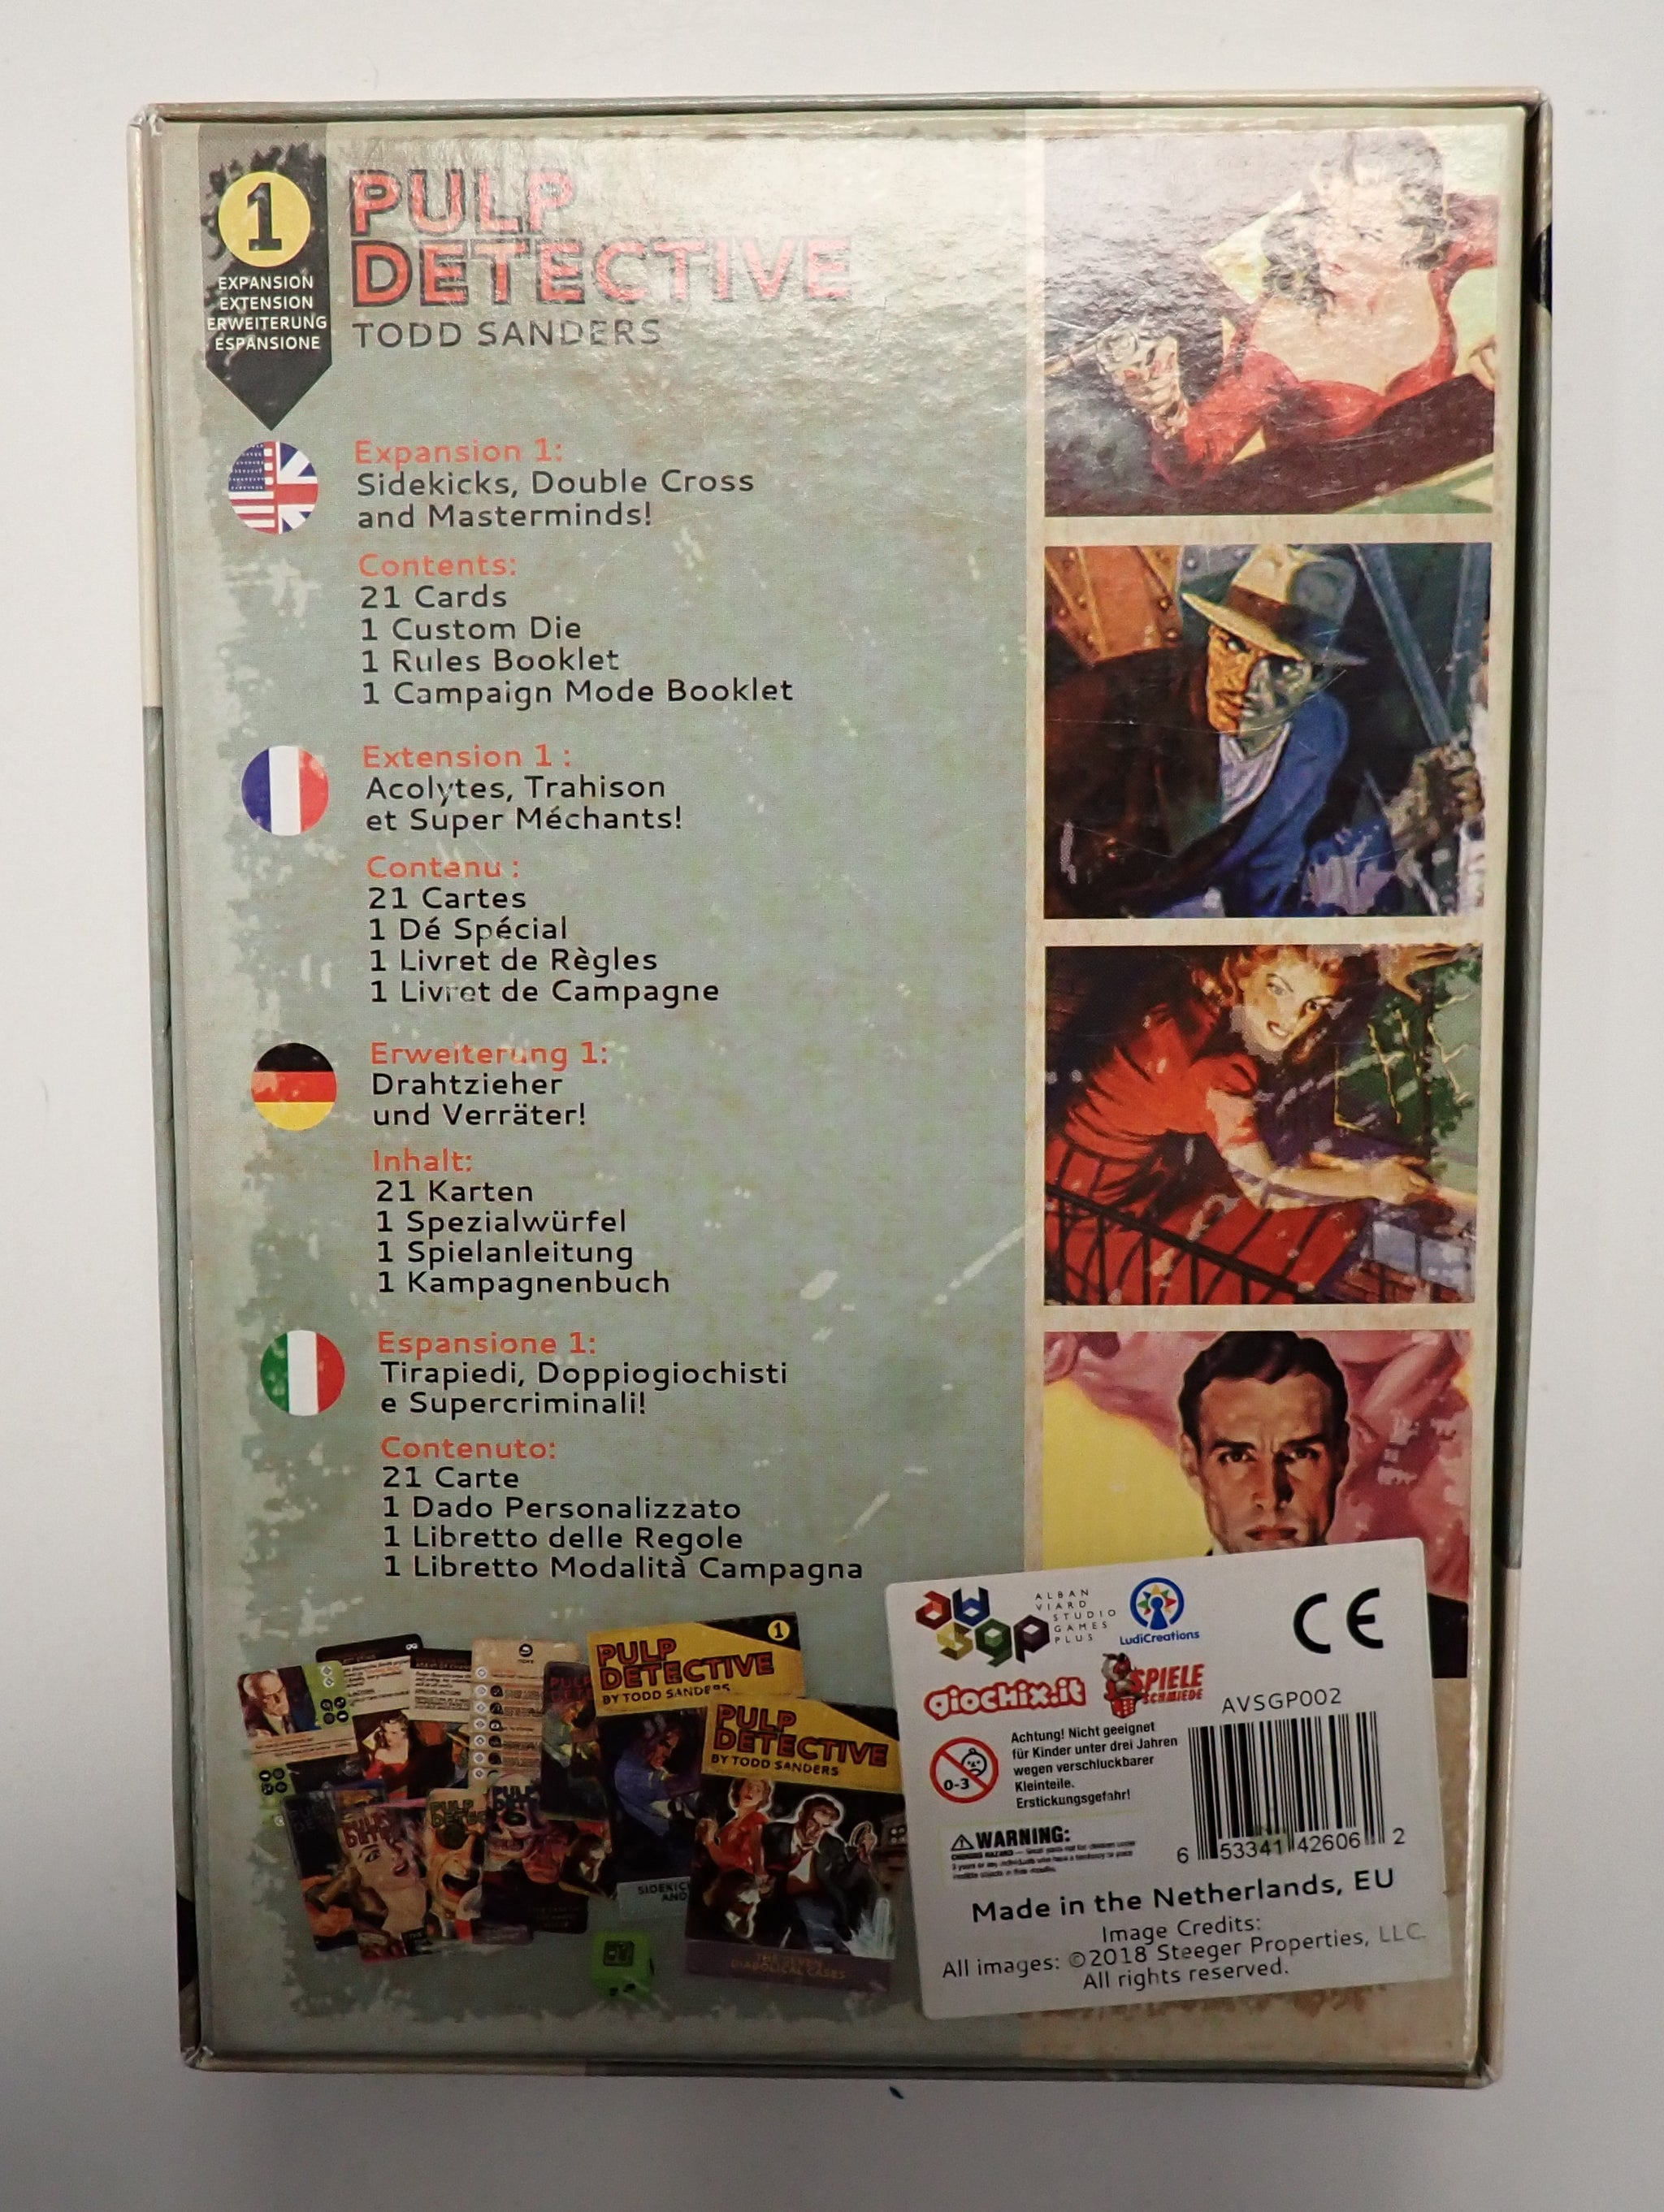 1
EXPANSION
EXTENSION
ERWEITERUNG
ESPANSIONE
PULP
DETECTIVE
TODD SANDERS
Expansion 1:
Sidekicks, Double Cross
and Masterminds!
Contents:
21 Cards
1 Custom Die
1 Rules Booklet
1 Campaign Mode Booklet
Extension 1 :
Acolytes, Trahison
et Super Méchants!
Contenu :
21 Cartes
1 Dé Spécial
1 Livret de Règles
1 Livret de Campagne
Erweiterung 1:
Drahtzieher
und Verräter!
Inhalt:
21 Karten
1 Spezialwürfel
1 Spielanleitung
1 Kampagnenbuch
Espansione 1:
Tirapiedi, Doppiogiochisti
e Supercriminali!
Contenuto:
21 Carte
1 Dado Personalizzato
1 Libretto delle Regole
1 Libretto Modalità Campagna
1
PULP
DETECTIVE
BY TODD SANDERS
PULP
DETECTIVE
BY TODD SANDERS
DIABOLICAL CASES
avsgp
ALBAN
VIARD
STUDIO
GAMES
PLUS
LudiCreations
CE
giochix.it
SPIELE
SCHMIEDE
AVSGP002
0-3
Achtung! Nicht geeignet
für Kinder unter drei Jahren
wegen verschluckbarer
Kleinteile.
Erstickungsgefahr!
WARNING:
6 53341 42606 2
Made in the Netherlands, EU
Image Credits:
All images: ©2018 Steeger Properties, LLC.
All rights reserved.